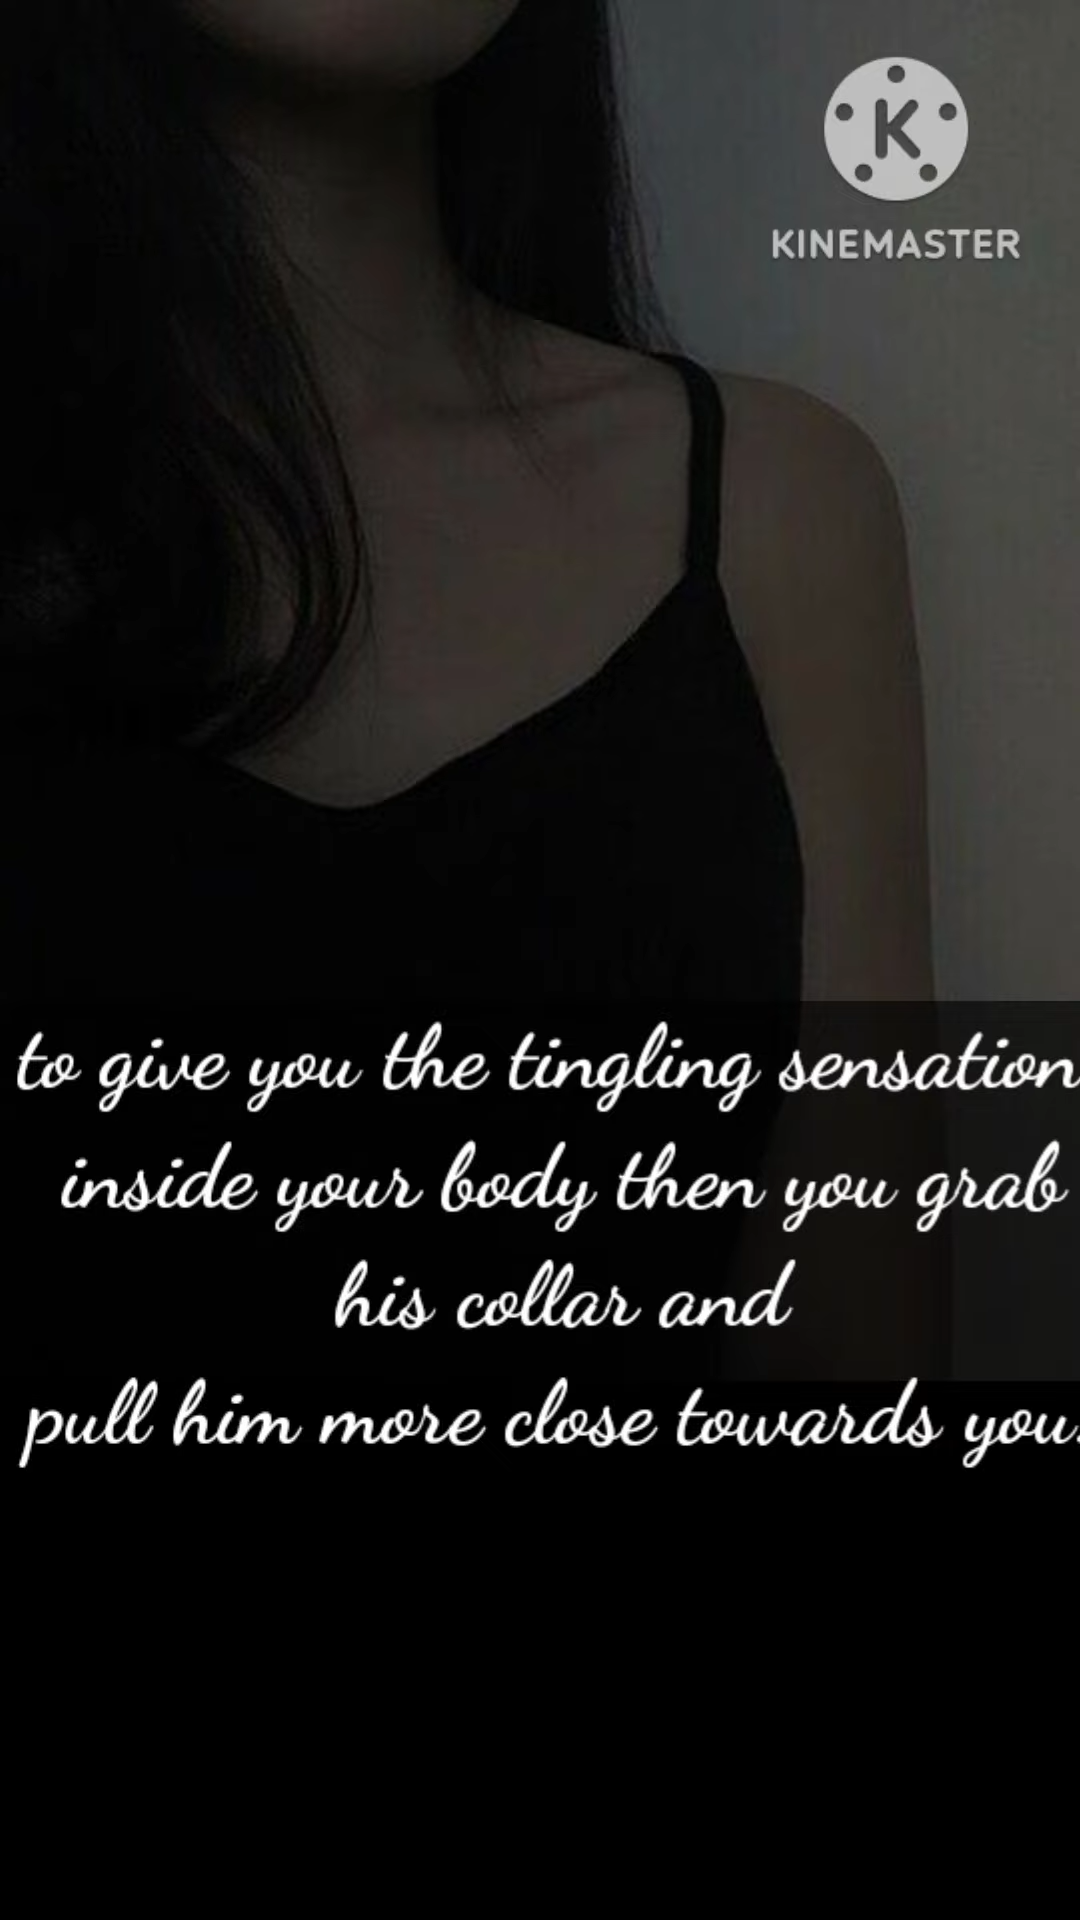 KINEMASTER
to give you the tingling sensation
inside your body then you grab
his collar and
pull him more close towards you.